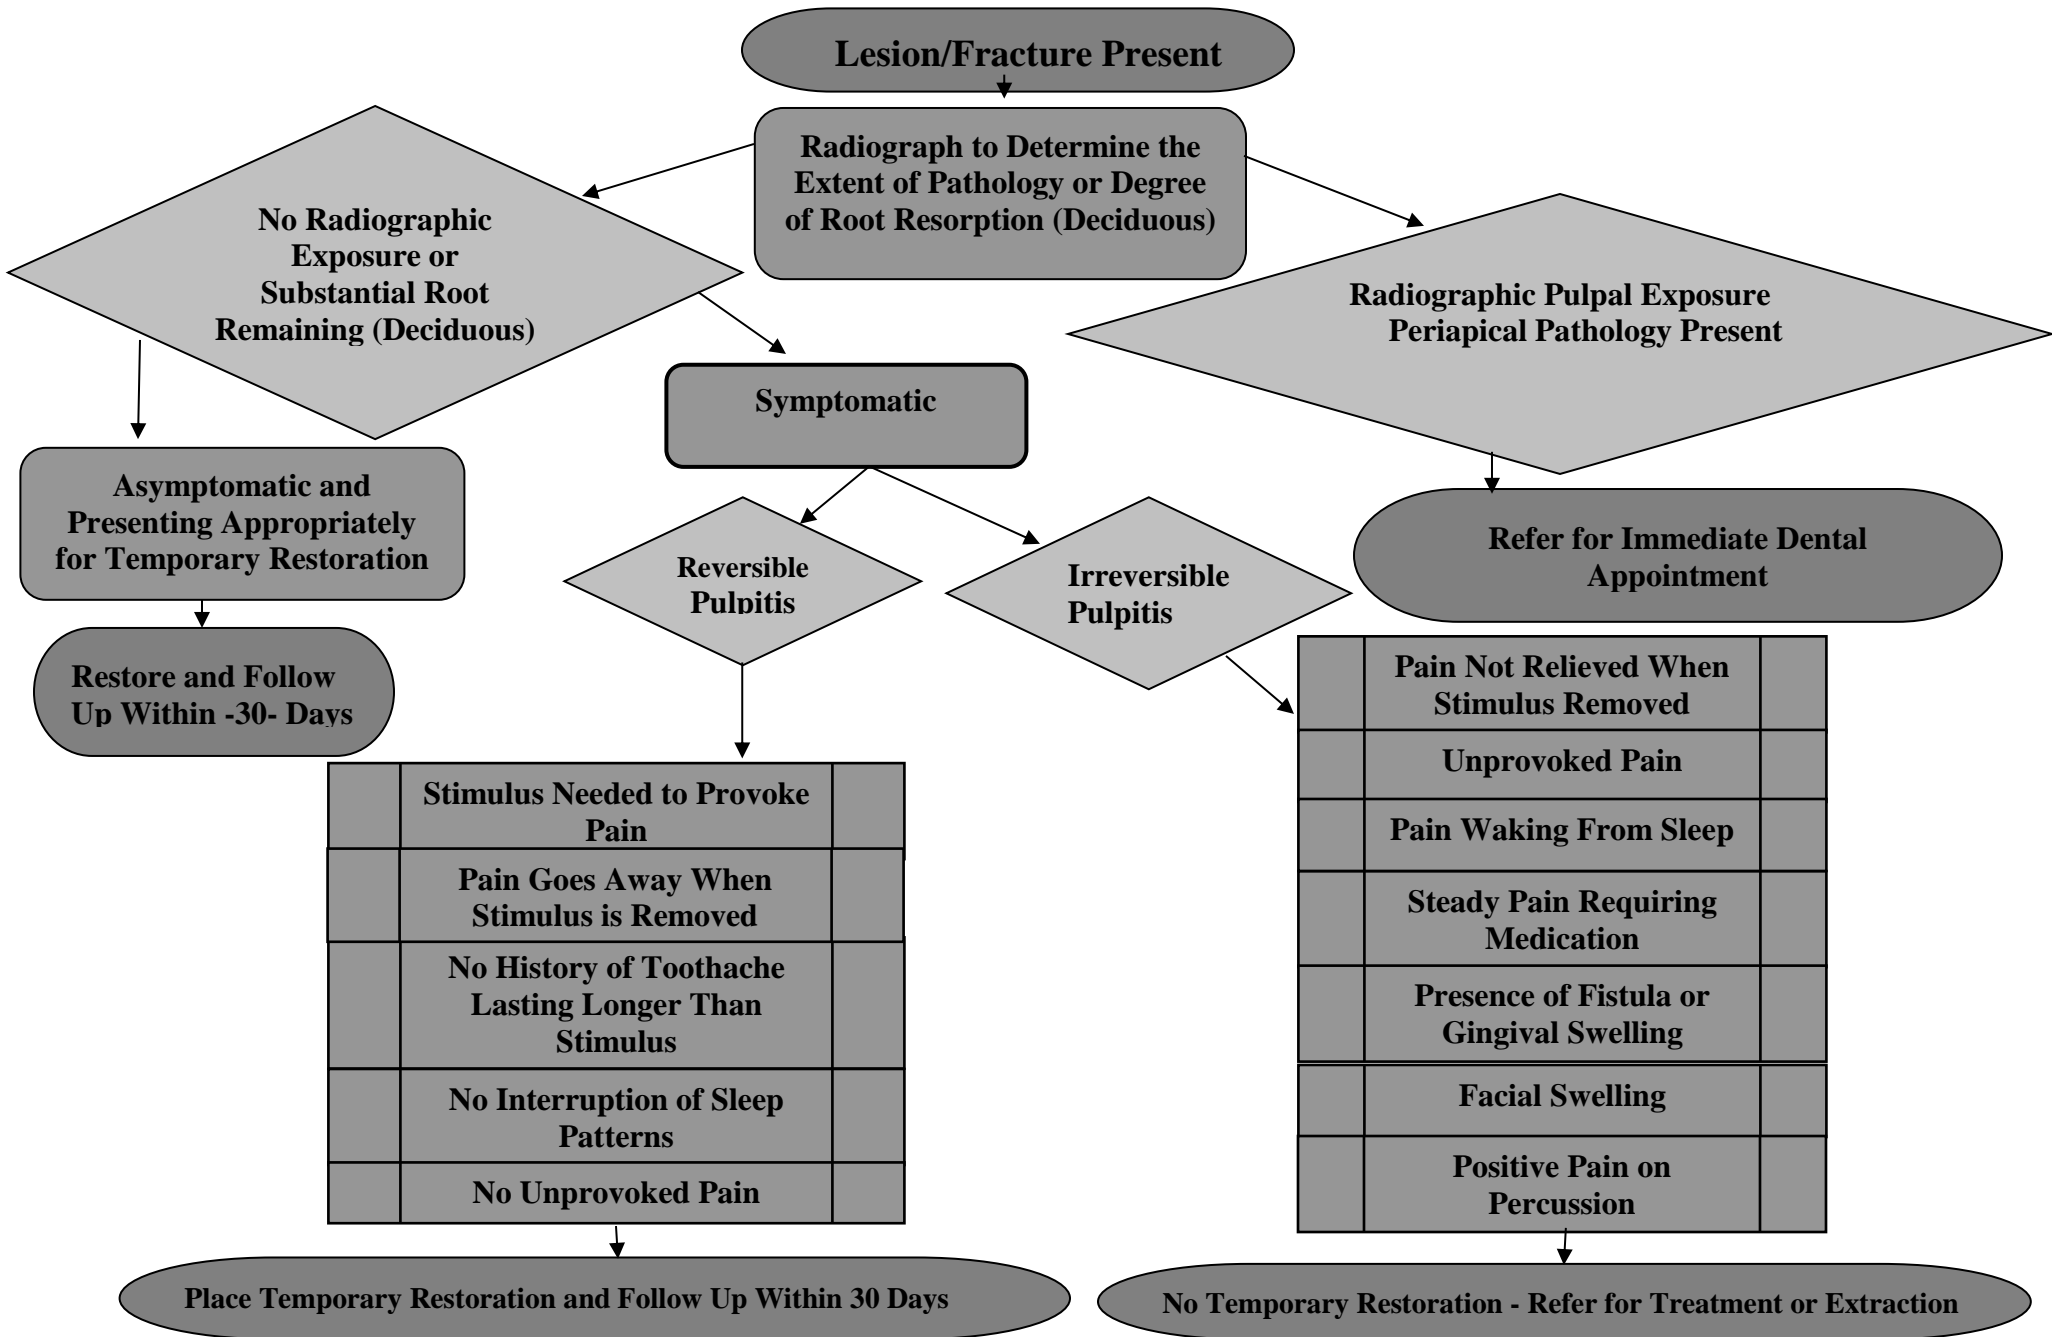 Lesion/Fracture Present
Radiograph to Determine the
Extent of Pathology or Degree
of Root Resorption (Deciduous)
No Radiographic
Exposure or
Substantial Root
Remaining (Deciduous)
Radiographic Pulpal Exposure
Periapical Pathology Present
Symptomatic
Asymptomatic and
Presenting Appropriately
for Temporary Restoration
Refer for Immediate Dental
Appointment
Reversible
Pulpitis
Irreversible
Pulpitis
Restore and Follow
Up Within -30- Days
Stimulus Needed to Provoke
Pain
Pain Goes Away When
Stimulus is Removed
No History of Toothache
Lasting Longer Than
Stimulus
No Interruption of Sleep
Patterns
No Unprovoked Pain
Pain Not Relieved When
Stimulus Removed
Unprovoked Pain
Pain Waking From Sleep
Steady Pain Requiring
Medication
Presence of Fistula or
Gingival Swelling
Facial Swelling
Positive Pain on
Percussion
Place Temporary Restoration and Follow Up Within 30 Days
No Temporary Restoration - Refer for Treatment or Extraction